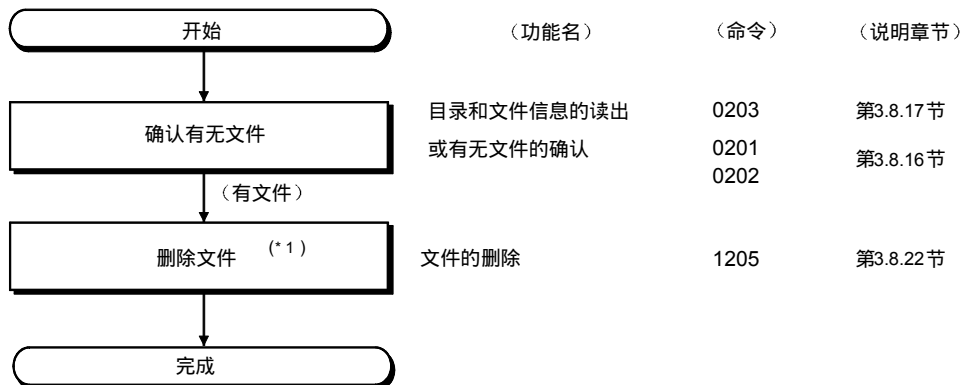 开始 （功能名） （命令） （说明章节）
目录和文件信息的读出 0203 第3.8.17节
确认有无文件 或有无文件的确认 0201 第3.8.16节
0202
（有文件）
删除文件 (*1) 文件的删除 1205 第3.8.22节
完成